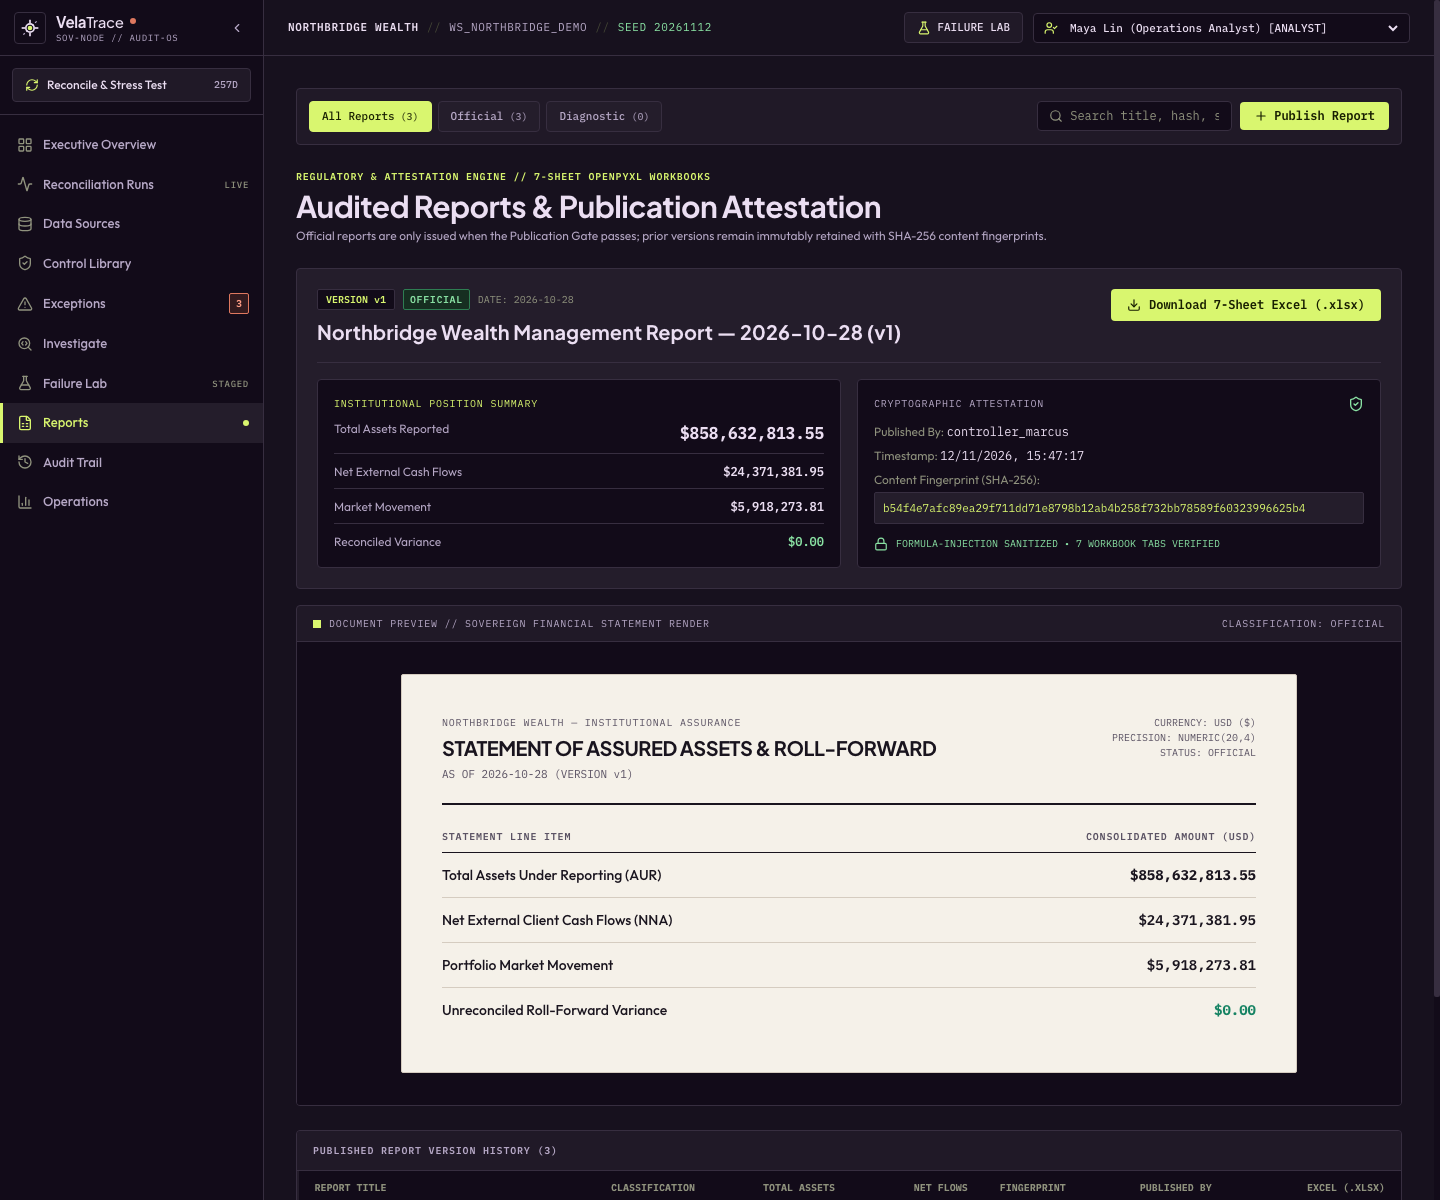 VelaTrace
SOV-NODE // AUDIT-OS
NORTHBRIDGE WEALTH // WS_NORTHBRIDGE_DEMO // SEED 20261112
FAILURE LAB
Maya Lin (Operations Analyst) [ANALYST]
Reconcile & Stress Test 257D
Executive Overview
Reconciliation Runs LIVE
Data Sources
Control Library
Exceptions 3
Investigate
Failure Lab STAGED
Reports
Audit Trail
Operations
All Reports (3) Official (3) Diagnostic (0)
Search title, hash, s
Publish Report
REGULATORY & ATTESTATION ENGINE // 7-SHEET OPENPYXL WORKBOOKS
Audited Reports & Publication Attestation
Official reports are only issued when the Publication Gate passes; prior versions remain immutably retained with SHA-256 content fingerprints.
VERSION v1 OFFICIAL DATE: 2026-10-28
Northbridge Wealth Management Report — 2026-10-28 (v1)
Download 7-Sheet Excel (.xlsx)
INSTITUTIONAL POSITION SUMMARY
Total Assets Reported $858,632,813.55
Net External Cash Flows $24,371,381.95
Market Movement $5,918,273.81
Reconciled Variance $0.00
CRYPTOGRAPHIC ATTESTATION
Published By: controller_marcus
Timestamp: 12/11/2026, 15:47:17
Content Fingerprint (SHA-256):
b54f4e7afc89ea29f711dd71e8798b12ab4b258f732bb78589f60323996625b4
FORMULA-INJECTION SANITIZED • 7 WORKBOOK TABS VERIFIED
DOCUMENT PREVIEW // SOVEREIGN FINANCIAL STATEMENT RENDER
CLASSIFICATION: OFFICIAL
NORTHBRIDGE WEALTH — INSTITUTIONAL ASSURANCE
STATEMENT OF ASSURED ASSETS & ROLL-FORWARD
AS OF 2026-10-28 (VERSION v1)
CURRENCY: USD ($)
PRECISION: NUMERIC(20,4)
STATUS: OFFICIAL
STATEMENT LINE ITEM CONSOLIDATED AMOUNT (USD)
Total Assets Under Reporting (AUR) $858,632,813.55
Net External Client Cash Flows (NNA) $24,371,381.95
Portfolio Market Movement $5,918,273.81
Unreconciled Roll-Forward Variance $0.00
PUBLISHED REPORT VERSION HISTORY (3)
REPORT TITLE CLASSIFICATION TOTAL ASSETS NET FLOWS FINGERPRINT PUBLISHED BY EXCEL (.XLSX)